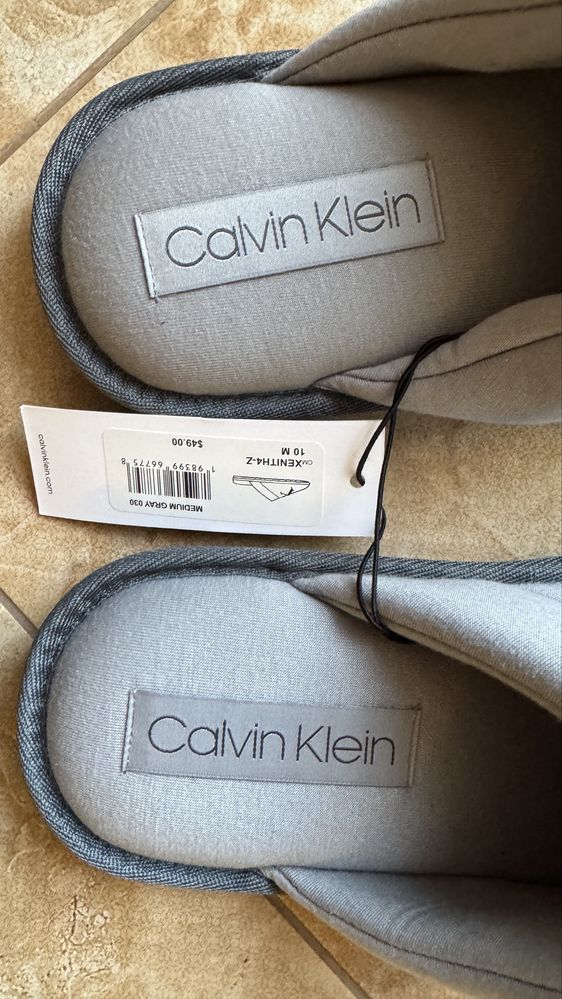 Calvin Klein
calvinklein.com
MEDIUM GRAY 030
1 98399 66775 8
CMXENITH4-Z
10 M
$49.00
Calvin Klein